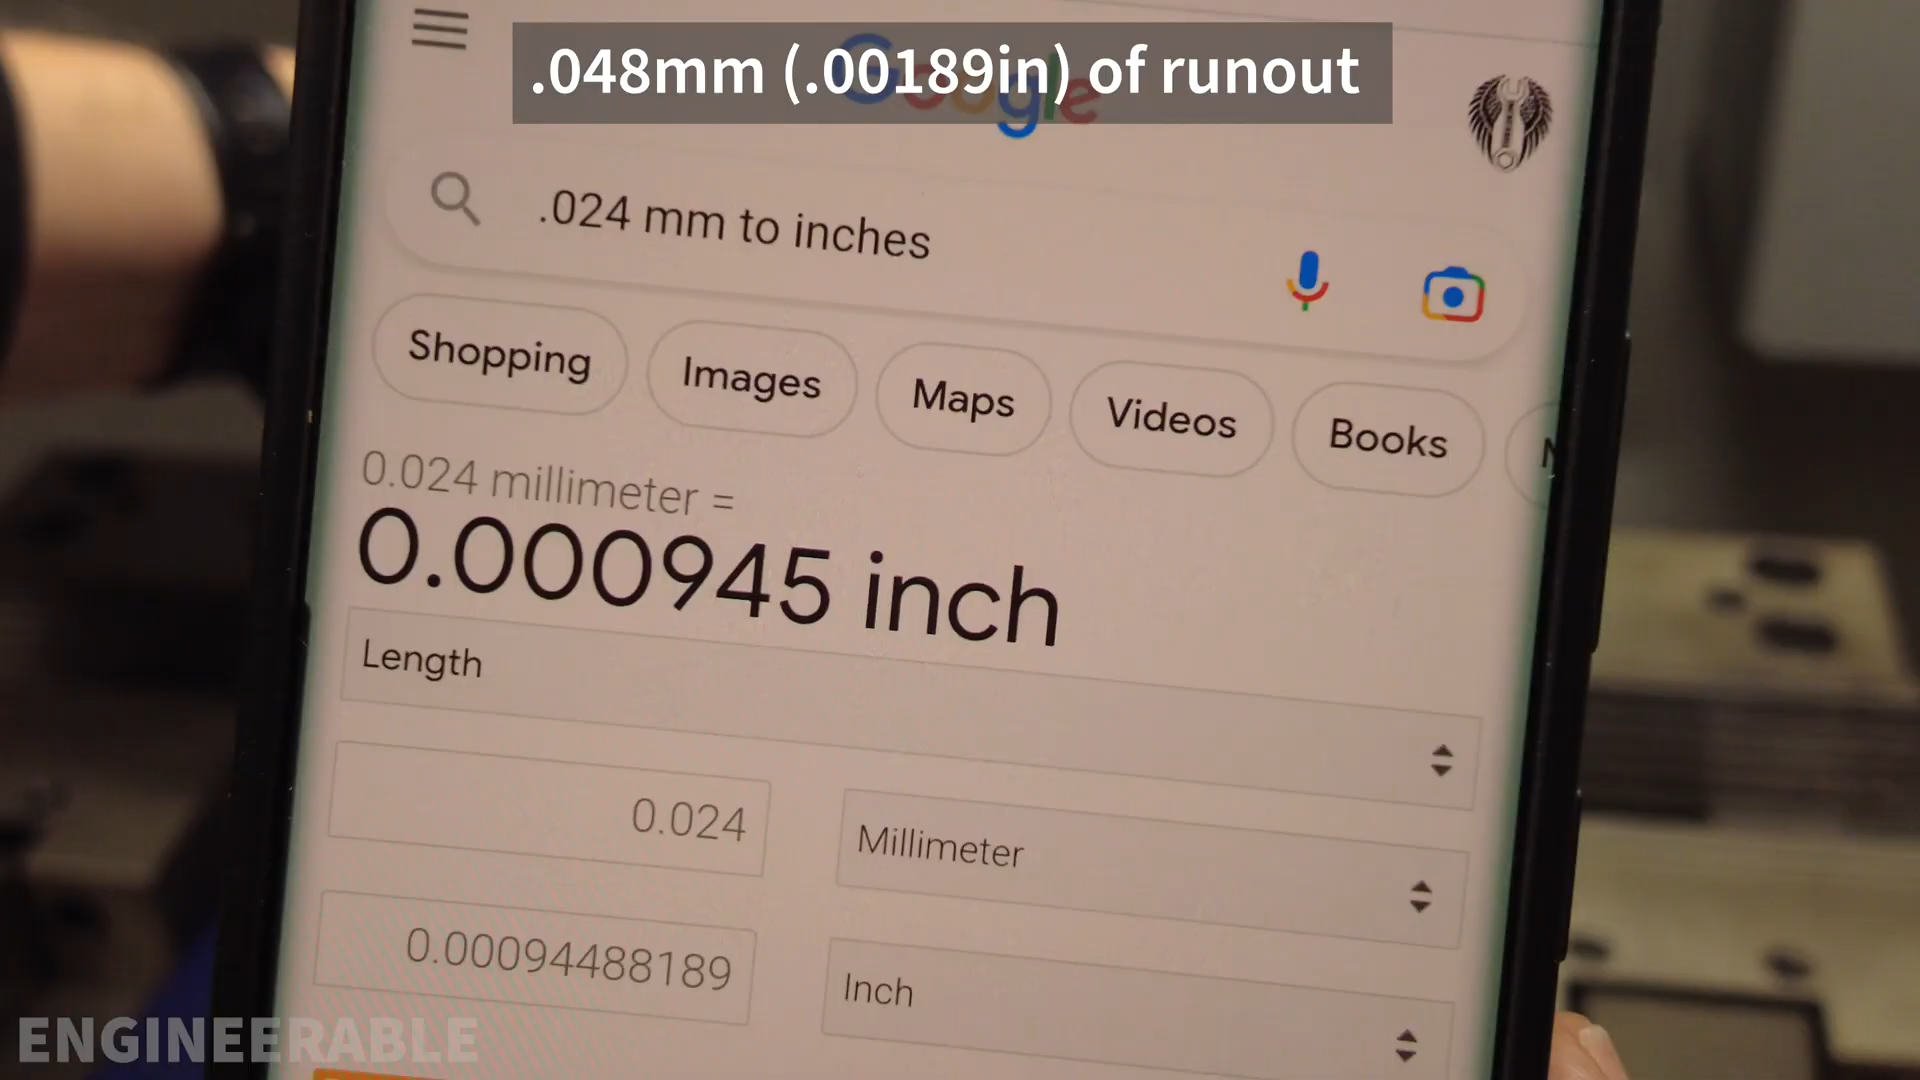 .048mm (.00189in) of runout
Google
.024 mm to inches
Shopping Images Maps Videos Books
0.024 millimeter =
0.000945 inch
Length
0.024 Millimeter
0.00094488189 Inch
ENGINEERABLE